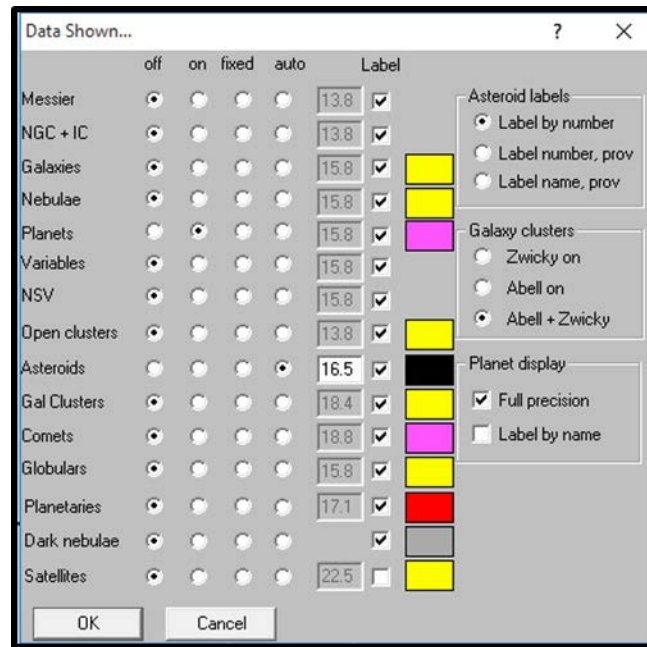 Data Shown... ? X
off on fixed auto Label
Messier 13.8
NGC + IC 13.8
Galaxies 15.8
Nebulae 15.8
Planets 15.8
Variables 15.8
NSV 15.8
Open clusters 13.8
Asteroids 16.5
Gal Clusters 18.4
Comets 18.8
Globulars 15.8
Planetaries 17.1
Dark nebulae
Satellites 22.5
Asteroid labels
Label by number
Label number, prov
Label name, prov
Galaxy clusters
Zwicky on
Abell on
Abell + Zwicky
Planet display
Full precision
Label by name
OK Cancel